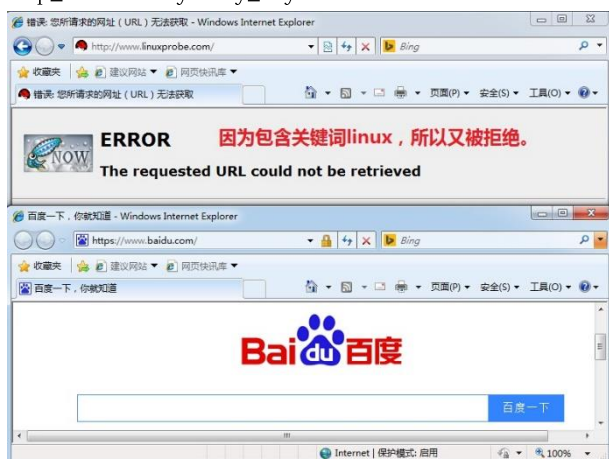 错误: 您所请求的网址（URL）无法获取 - Windows Internet Explorer
http://www.linuxprobe.com/
Bing
收藏夹 建议网站 网页快讯库
错误: 您所请求的网址（URL）无法获取
页面(P) 安全(S) 工具(O)
NOW
ERROR
因为包含关键词linux，所以又被拒绝。
The requested URL could not be retrieved
百度一下，你就知道 - Windows Internet Explorer
https://www.baidu.com/
Bing
收藏夹 建议网站 网页快讯库
百度一下，你就知道
页面(P) 安全(S) 工具(O)
Bai du 百度
百度一下
Internet | 保护模式: 启用
100%